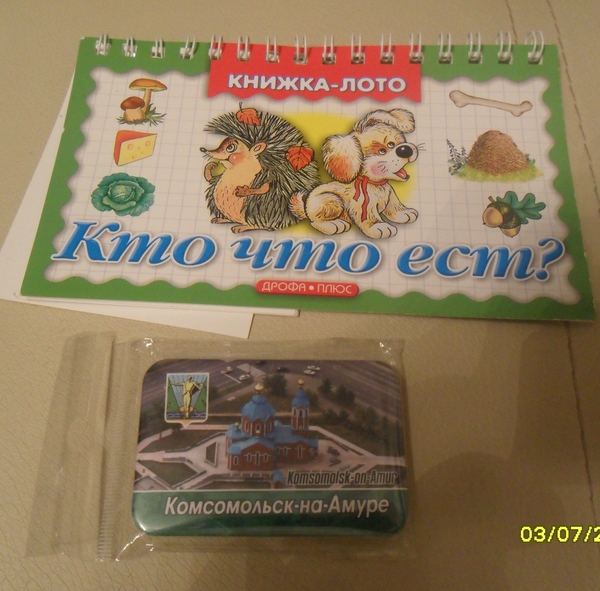 КНИЖКА-ЛОТО
Кто что ест?
ДРОФА • ПЛЮС
Komsomolsk-on-Amur
Комсомольск-на-Амуре
03/07/2